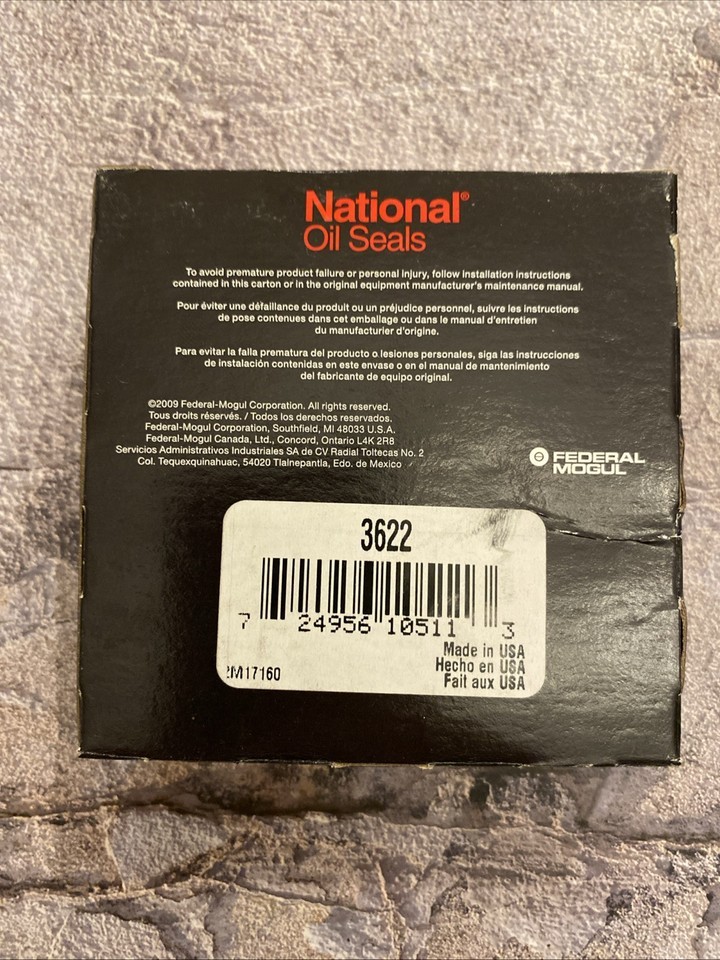 National®
Oil Seals
To avoid premature product failure or personal injury, follow installation instructions
contained in this carton or in the original equipment manufacturer's maintenance manual.
Pour éviter une défaillance du produit ou un préjudice personnel, suivre les instructions
de pose contenues dans cet emballage ou dans le manual d'entretien
du manufacturier d'origine.
Para evitar la falla prematura del producto o lesiones personales, siga las instrucciones
de instalación contenidas en este envase o en el manual de mantenimiento
del fabricante de equipo original.
©2009 Federal-Mogul Corporation. All rights reserved.
Tous droits réservés. / Todos los derechos reservados.
Federal-Mogul Corporation, Southfield, MI 48033 U.S.A.
Federal-Mogul Canada, Ltd., Concord, Ontario L4K 2R8
Servicios Administrativos Industriales SA de CV Radial Toltecas No. 2
Col. Tequexquinahuac, 54020 Tlalnepantla, Edo. de Mexico
FEDERAL
MOGUL
3622
7 24956 10511 3
Made in USA
Hecho en USA
Fait aux USA
M17160